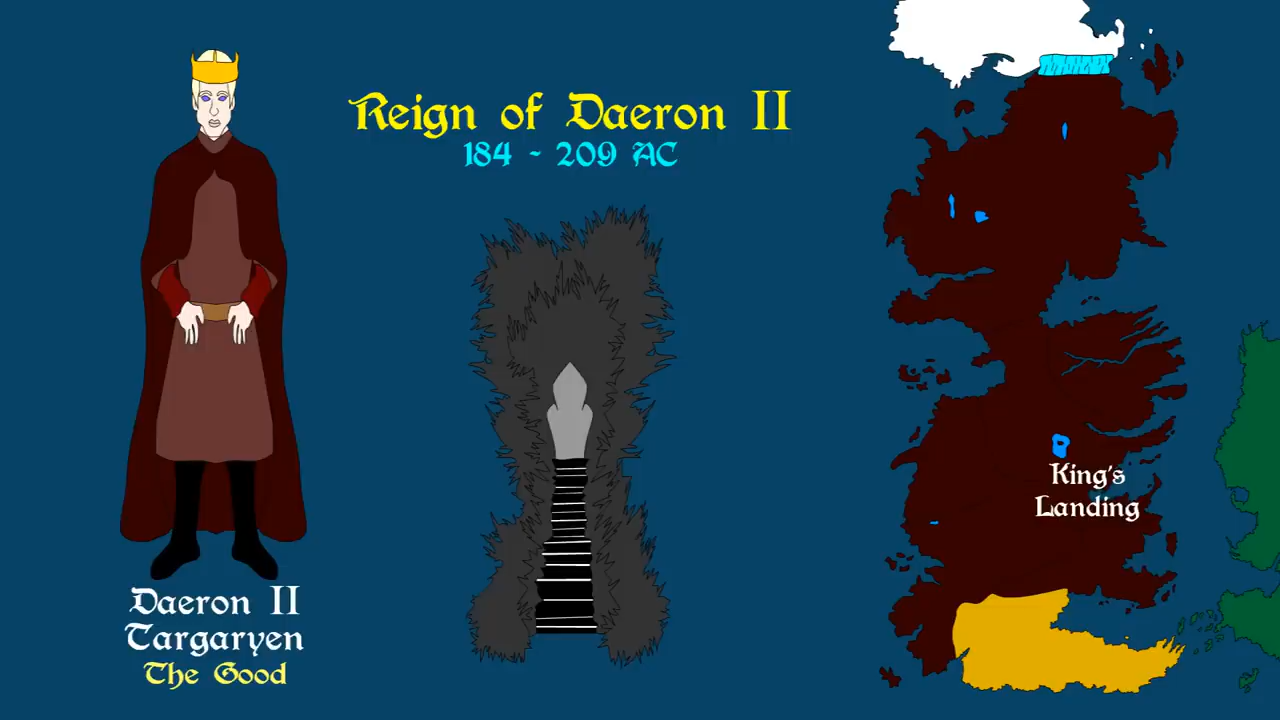 Reign of Daeron II
184 - 209 AC
King's
Landing
Daeron II
Targaryen
The Good